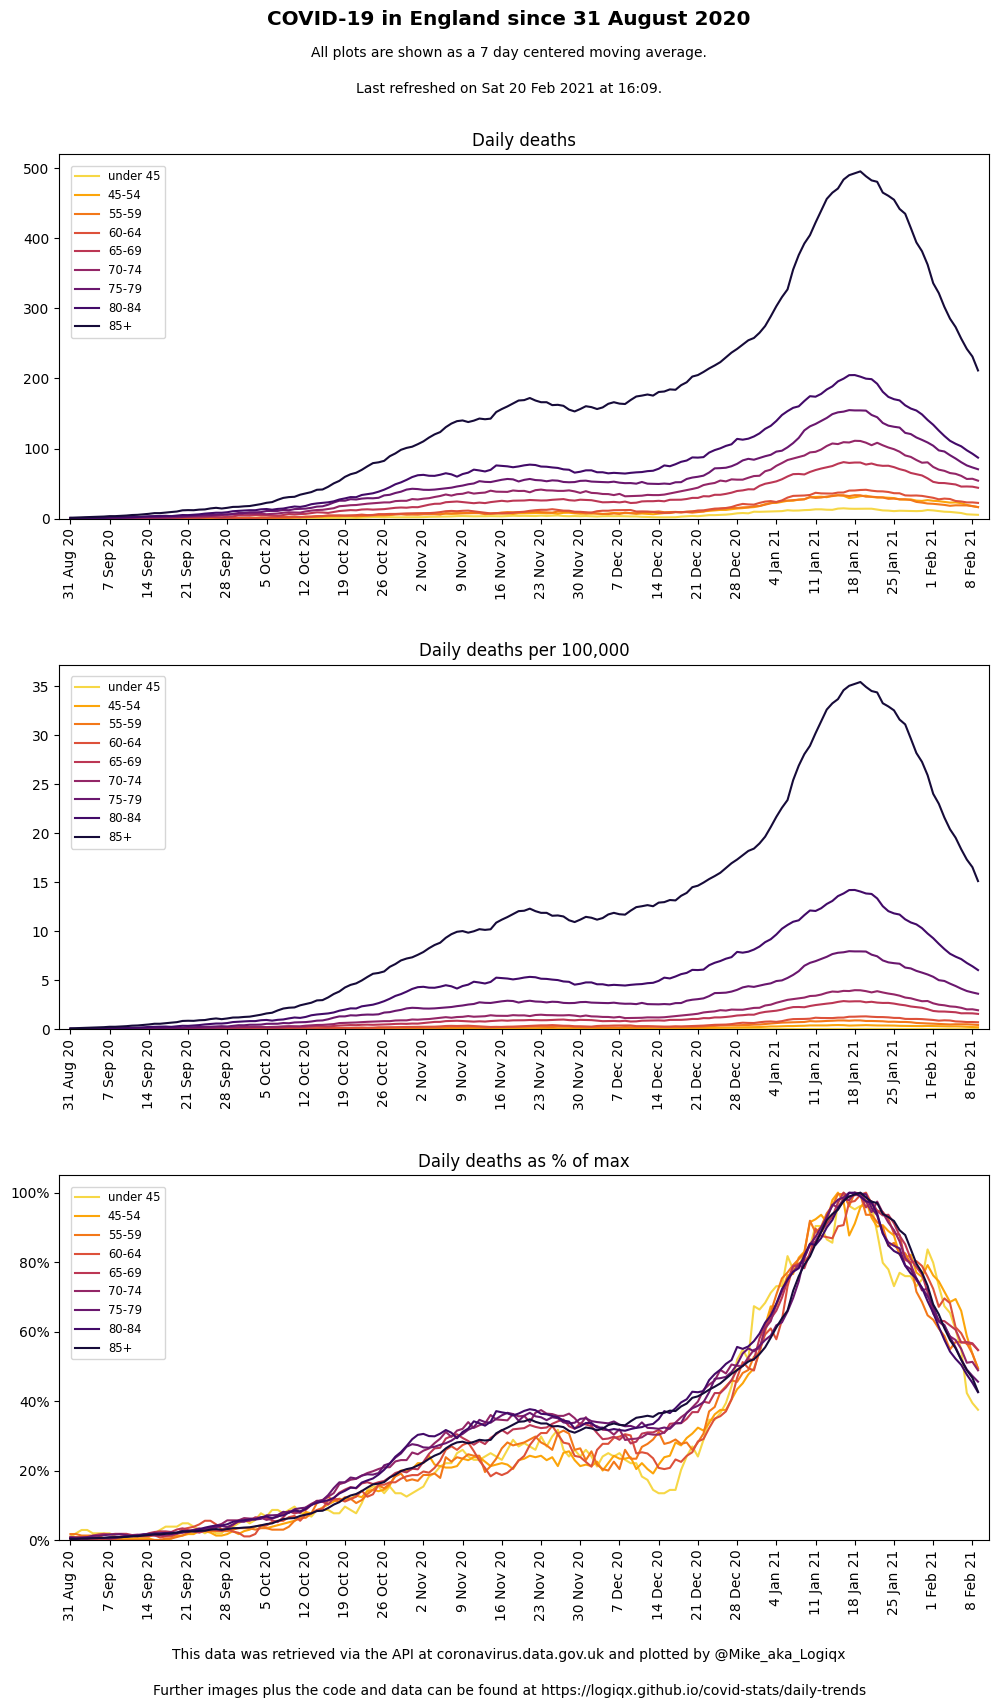 COVID-19 in England since 31 August 2020
All plots are shown as a 7 day centered moving average.
Last refreshed on Sat 20 Feb 2021 at 16:09.
Daily deaths
500
400
300
200
100
0
under 45
45-54
55-59
60-64
65-69
70-74
75-79
80-84
85+
31 Aug 20
7 Sep 20
14 Sep 20
21 Sep 20
28 Sep 20
5 Oct 20
12 Oct 20
19 Oct 20
26 Oct 20
2 Nov 20
9 Nov 20
16 Nov 20
23 Nov 20
30 Nov 20
7 Dec 20
14 Dec 20
21 Dec 20
28 Dec 20
4 Jan 21
11 Jan 21
18 Jan 21
25 Jan 21
1 Feb 21
8 Feb 21
Daily deaths per 100,000
35
30
25
20
15
10
5
0
under 45
45-54
55-59
60-64
65-69
70-74
75-79
80-84
85+
31 Aug 20
7 Sep 20
14 Sep 20
21 Sep 20
28 Sep 20
5 Oct 20
12 Oct 20
19 Oct 20
26 Oct 20
2 Nov 20
9 Nov 20
16 Nov 20
23 Nov 20
30 Nov 20
7 Dec 20
14 Dec 20
21 Dec 20
28 Dec 20
4 Jan 21
11 Jan 21
18 Jan 21
25 Jan 21
1 Feb 21
8 Feb 21
Daily deaths as % of max
100%
80%
60%
40%
20%
0%
under 45
45-54
55-59
60-64
65-69
70-74
75-79
80-84
85+
31 Aug 20
7 Sep 20
14 Sep 20
21 Sep 20
28 Sep 20
5 Oct 20
12 Oct 20
19 Oct 20
26 Oct 20
2 Nov 20
9 Nov 20
16 Nov 20
23 Nov 20
30 Nov 20
7 Dec 20
14 Dec 20
21 Dec 20
28 Dec 20
4 Jan 21
11 Jan 21
18 Jan 21
25 Jan 21
1 Feb 21
8 Feb 21
This data was retrieved via the API at coronavirus.data.gov.uk and plotted by @Mike_aka_Logiqx
Further images plus the code and data can be found at https://logiqx.github.io/covid-stats/daily-trends